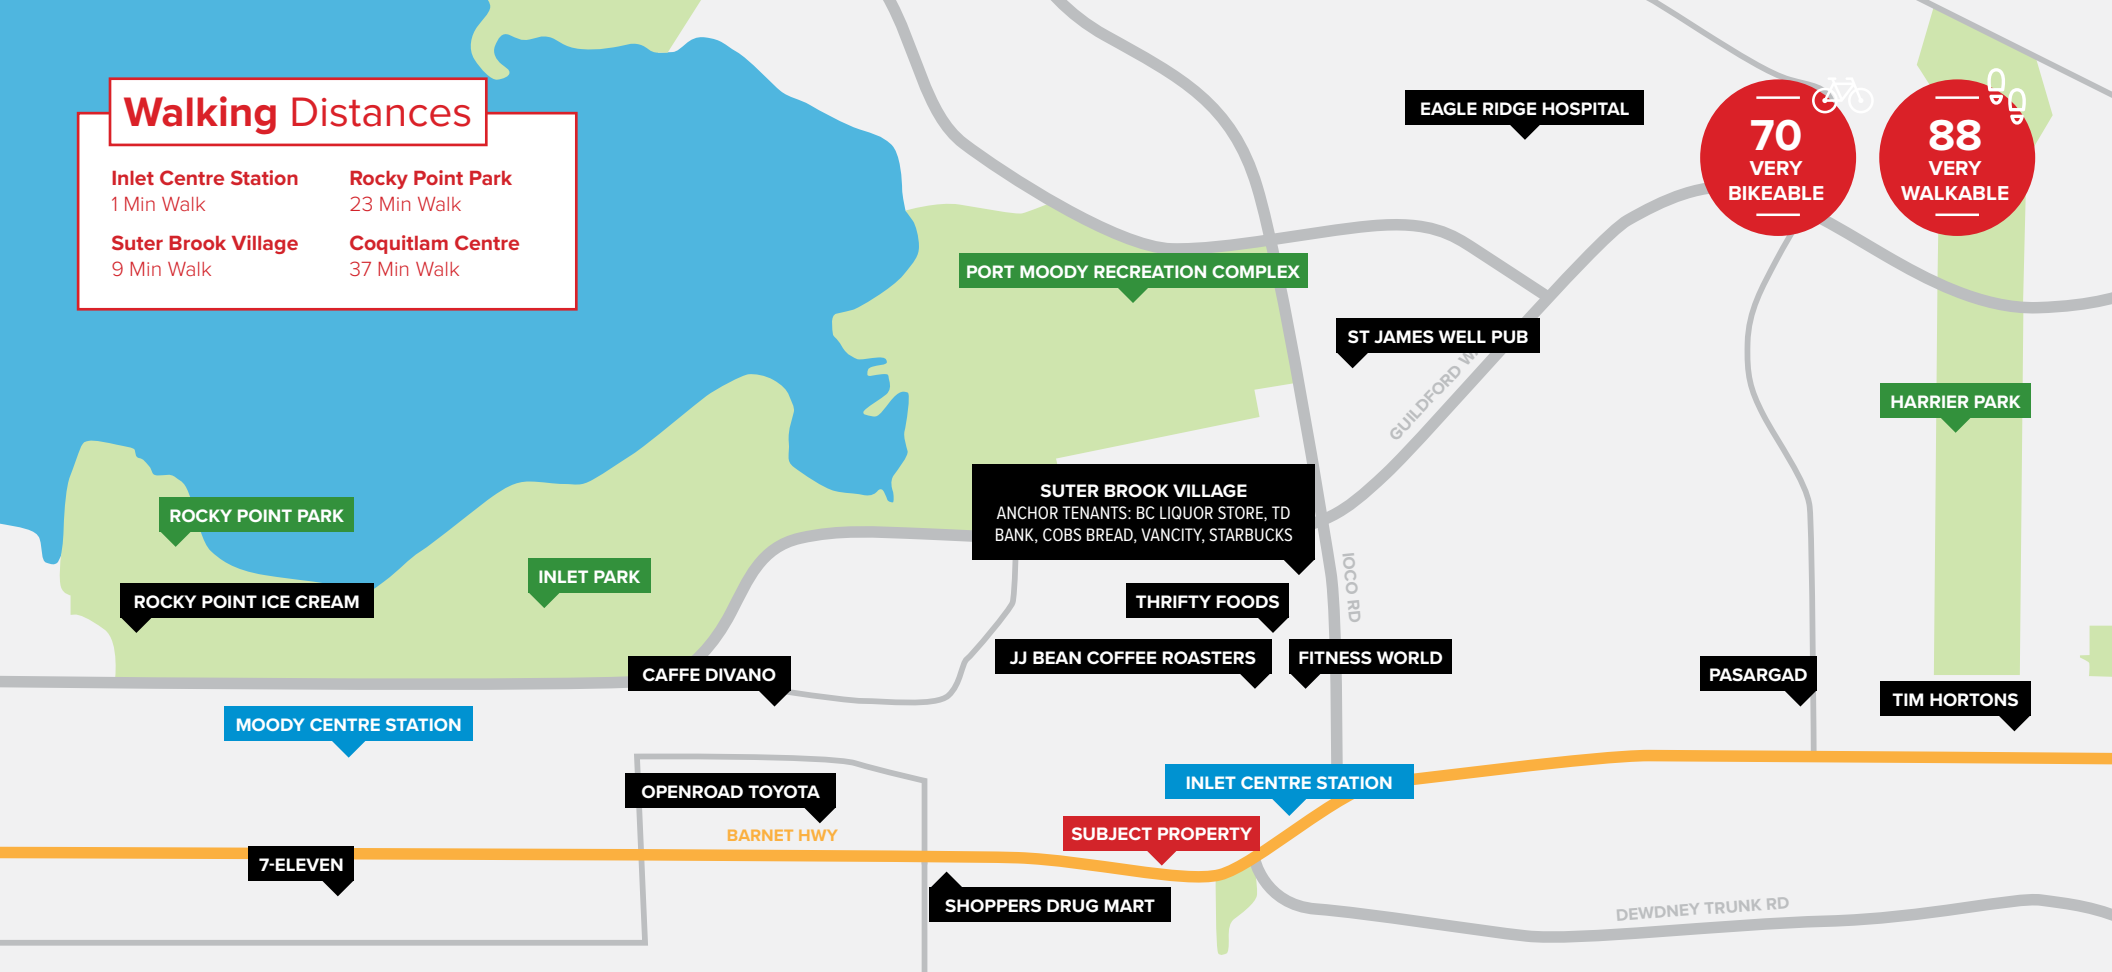 Walking Distances
Inlet Centre Station
1 Min Walk
Rocky Point Park
23 Min Walk
Suter Brook Village
9 Min Walk
Coquitlam Centre
37 Min Walk
EAGLE RIDGE HOSPITAL
70
VERY
BIKEABLE
88
VERY
WALKABLE
PORT MOODY RECREATION COMPLEX
ST JAMES WELL PUB
GUILDFORD
HARRIER PARK
SUTER BROOK VILLAGE
ANCHOR TENANTS: BC LIQUOR STORE, TD
BANK, COBS BREAD, VANCITY, STARBUCKS
ROCKY POINT PARK
INLET PARK
ROCKY POINT ICE CREAM
IOCO RD
THRIFTY FOODS
JJ BEAN COFFEE ROASTERS
FITNESS WORLD
CAFFE DIVANO
PASARGAD
TIM HORTONS
MOODY CENTRE STATION
INLET CENTRE STATION
OPENROAD TOYOTA
BARNET HWY
SUBJECT PROPERTY
7-ELEVEN
SHOPPERS DRUG MART
DEWDNEY TRUNK RD